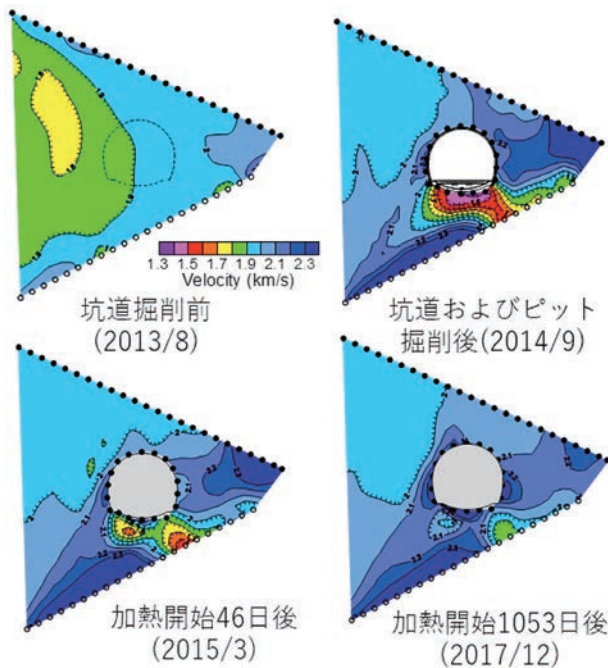 1.3 1.5 1.7 1.9 2.1 2.3
Velocity (km/s)
坑道掘削前
(2013/8)
坑道およびピット
掘削後(2014/9)
加熱開始46日後
(2015/3)
加熱開始1053日後
(2017/12)